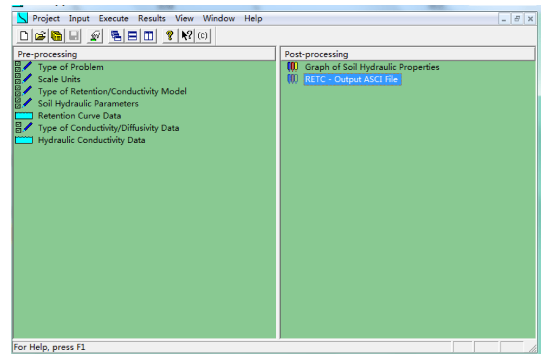 Project Input Execute Results View Window Help
Pre-processing
Type of Problem
Scale Units
Type of Retention/Conductivity Model
Soil Hydraulic Parameters
Retention Curve Data
Type of Conductivity/Diffusivity Data
Hydraulic Conductivity Data
Post-processing
Graph of Soil Hydraulic Properties
RETC - Output ASCI File
For Help, press F1